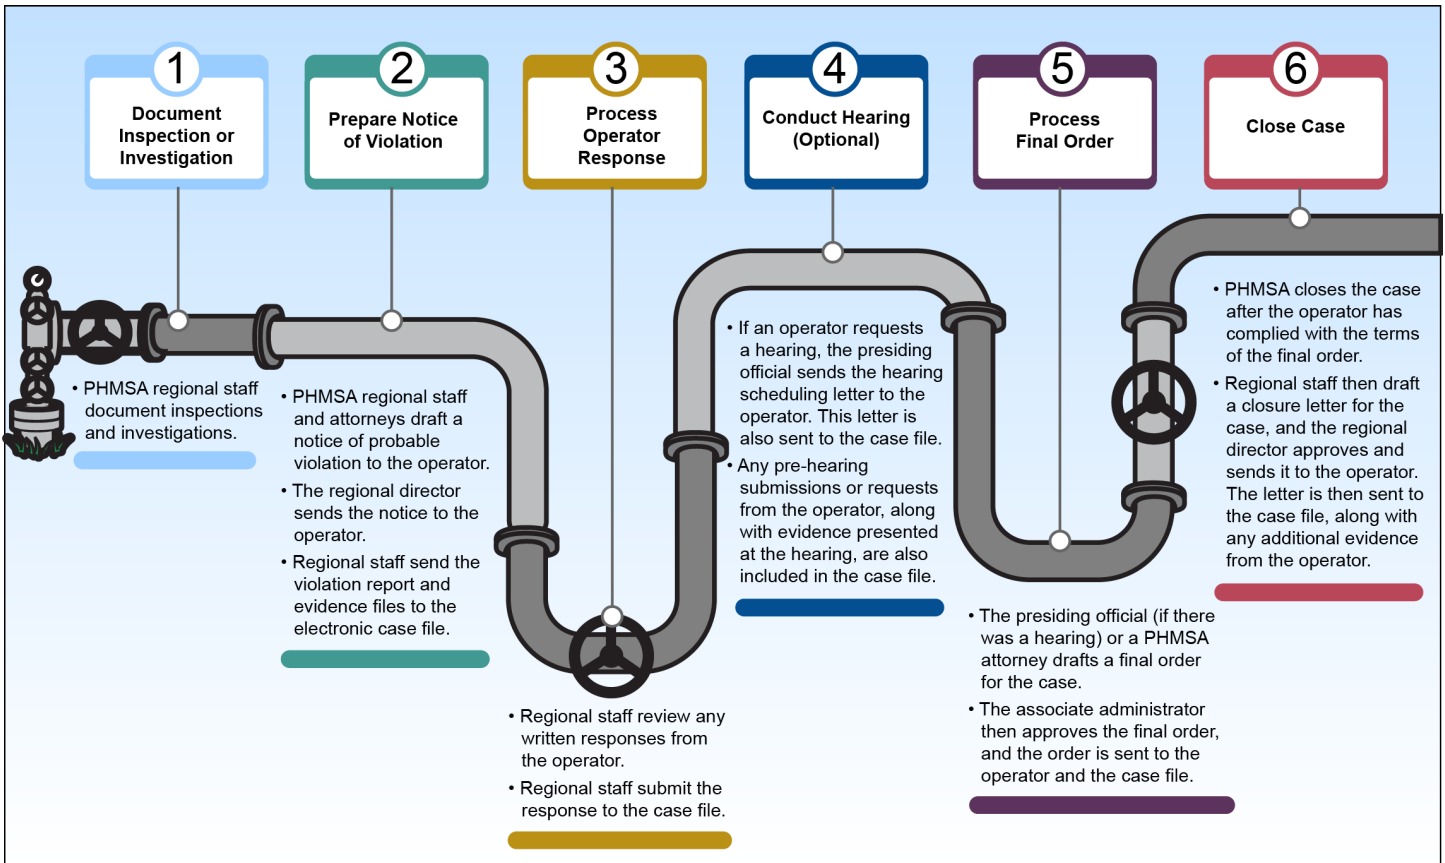 1
Document
Inspection or
Investigation
• PHMSA regional staff
document inspections
and investigations.
2
Prepare Notice
of Violation
• PHMSA regional staff
and attorneys draft a
notice of probable
violation to the operator.
• The regional director
sends the notice to the
operator.
• Regional staff send the
violation report and
evidence files to the
electronic case file.
3
Process
Operator
Response
• Regional staff review any
written responses from
the operator.
• Regional staff submit the
response to the case file.
4
Conduct Hearing
(Optional)
• If an operator requests
a hearing, the presiding
official sends the hearing
scheduling letter to the
operator. This letter is
also sent to the case file.
• Any pre-hearing
submissions or requests
from the operator, along
with evidence presented
at the hearing, are also
included in the case file.
5
Process
Final Order
• The presiding official (if there
was a hearing) or a PHMSA
attorney drafts a final order
for the case.
• The associate administrator
then approves the final order,
and the order is sent to the
operator and the case file.
6
Close Case
• PHMSA closes the case
after the operator has
complied with the terms
of the final order.
• Regional staff then draft
a closure letter for the
case, and the regional
director approves and
sends it to the operator.
The letter is then sent to
the case file, along with
any additional evidence
from the operator.